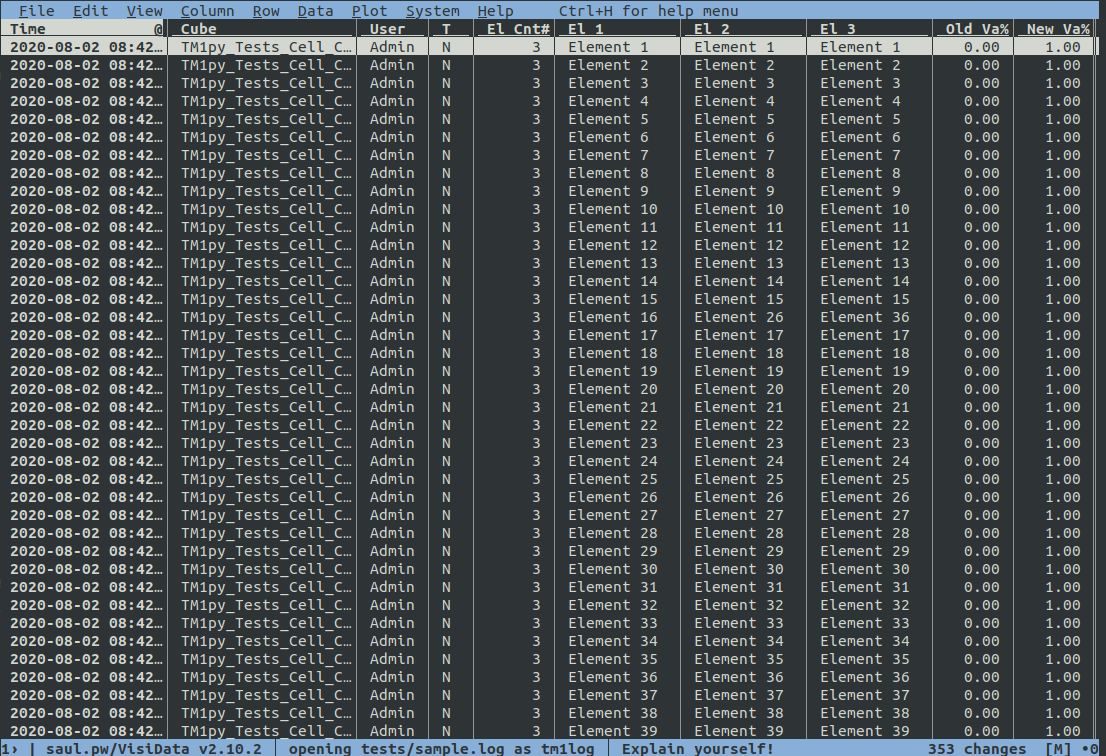 File Edit View Column Row Data Plot System Help Ctrl+H for help menu
Time @ Cube User T El Cnt# El 1 El 2 El 3 Old Va% New Va%
2020-08-02 08:42… TM1py_Tests_Cell_C… Admin N 3 Element 1 Element 1 Element 1 0.00 1.00
2020-08-02 08:42… TM1py_Tests_Cell_C… Admin N 3 Element 2 Element 2 Element 2 0.00 1.00
2020-08-02 08:42… TM1py_Tests_Cell_C… Admin N 3 Element 3 Element 3 Element 3 0.00 1.00
2020-08-02 08:42… TM1py_Tests_Cell_C… Admin N 3 Element 4 Element 4 Element 4 0.00 1.00
2020-08-02 08:42… TM1py_Tests_Cell_C… Admin N 3 Element 5 Element 5 Element 5 0.00 1.00
2020-08-02 08:42… TM1py_Tests_Cell_C… Admin N 3 Element 6 Element 6 Element 6 0.00 1.00
2020-08-02 08:42… TM1py_Tests_Cell_C… Admin N 3 Element 7 Element 7 Element 7 0.00 1.00
2020-08-02 08:42… TM1py_Tests_Cell_C… Admin N 3 Element 8 Element 8 Element 8 0.00 1.00
2020-08-02 08:42… TM1py_Tests_Cell_C… Admin N 3 Element 9 Element 9 Element 9 0.00 1.00
2020-08-02 08:42… TM1py_Tests_Cell_C… Admin N 3 Element 10 Element 10 Element 10 0.00 1.00
2020-08-02 08:42… TM1py_Tests_Cell_C… Admin N 3 Element 11 Element 11 Element 11 0.00 1.00
2020-08-02 08:42… TM1py_Tests_Cell_C… Admin N 3 Element 12 Element 12 Element 12 0.00 1.00
2020-08-02 08:42… TM1py_Tests_Cell_C… Admin N 3 Element 13 Element 13 Element 13 0.00 1.00
2020-08-02 08:42… TM1py_Tests_Cell_C… Admin N 3 Element 14 Element 14 Element 14 0.00 1.00
2020-08-02 08:42… TM1py_Tests_Cell_C… Admin N 3 Element 15 Element 15 Element 15 0.00 1.00
2020-08-02 08:42… TM1py_Tests_Cell_C… Admin N 3 Element 16 Element 26 Element 36 0.00 1.00
2020-08-02 08:42… TM1py_Tests_Cell_C… Admin N 3 Element 17 Element 17 Element 17 0.00 1.00
2020-08-02 08:42… TM1py_Tests_Cell_C… Admin N 3 Element 18 Element 18 Element 18 0.00 1.00
2020-08-02 08:42… TM1py_Tests_Cell_C… Admin N 3 Element 19 Element 19 Element 19 0.00 1.00
2020-08-02 08:42… TM1py_Tests_Cell_C… Admin N 3 Element 20 Element 20 Element 20 0.00 1.00
2020-08-02 08:42… TM1py_Tests_Cell_C… Admin N 3 Element 21 Element 21 Element 21 0.00 1.00
2020-08-02 08:42… TM1py_Tests_Cell_C… Admin N 3 Element 22 Element 22 Element 22 0.00 1.00
2020-08-02 08:42… TM1py_Tests_Cell_C… Admin N 3 Element 23 Element 23 Element 23 0.00 1.00
2020-08-02 08:42… TM1py_Tests_Cell_C… Admin N 3 Element 24 Element 24 Element 24 0.00 1.00
2020-08-02 08:42… TM1py_Tests_Cell_C… Admin N 3 Element 25 Element 25 Element 25 0.00 1.00
2020-08-02 08:42… TM1py_Tests_Cell_C… Admin N 3 Element 26 Element 26 Element 26 0.00 1.00
2020-08-02 08:42… TM1py_Tests_Cell_C… Admin N 3 Element 27 Element 27 Element 27 0.00 1.00
2020-08-02 08:42… TM1py_Tests_Cell_C… Admin N 3 Element 28 Element 28 Element 28 0.00 1.00
2020-08-02 08:42… TM1py_Tests_Cell_C… Admin N 3 Element 29 Element 29 Element 29 0.00 1.00
2020-08-02 08:42… TM1py_Tests_Cell_C… Admin N 3 Element 30 Element 30 Element 30 0.00 1.00
2020-08-02 08:42… TM1py_Tests_Cell_C… Admin N 3 Element 31 Element 31 Element 31 0.00 1.00
2020-08-02 08:42… TM1py_Tests_Cell_C… Admin N 3 Element 32 Element 32 Element 32 0.00 1.00
2020-08-02 08:42… TM1py_Tests_Cell_C… Admin N 3 Element 33 Element 33 Element 33 0.00 1.00
2020-08-02 08:42… TM1py_Tests_Cell_C… Admin N 3 Element 34 Element 34 Element 34 0.00 1.00
2020-08-02 08:42… TM1py_Tests_Cell_C… Admin N 3 Element 35 Element 35 Element 35 0.00 1.00
2020-08-02 08:42… TM1py_Tests_Cell_C… Admin N 3 Element 36 Element 36 Element 36 0.00 1.00
2020-08-02 08:42… TM1py_Tests_Cell_C… Admin N 3 Element 37 Element 37 Element 37 0.00 1.00
2020-08-02 08:42… TM1py_Tests_Cell_C… Admin N 3 Element 38 Element 38 Element 38 0.00 1.00
2020-08-02 08:42… TM1py_Tests_Cell_C… Admin N 3 Element 39 Element 39 Element 39 0.00 1.00
1› | saul.pw/VisiData v2.10.2 | opening tests/sample.log as tm1log | Explain yourself! 353 changes [M] •0